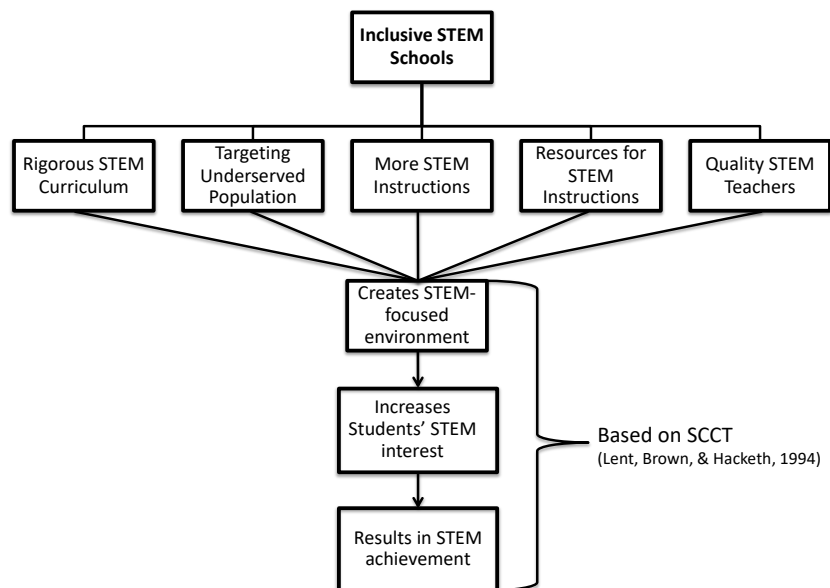 Inclusive STEM
Schools
Rigorous STEM
Curriculum
Targeting
Underserved
Population
More STEM
Instructions
Resources for
STEM
Instructions
Quality STEM
Teachers
Creates STEM-
focused
environment
Increases
Students’ STEM
interest
Results in STEM
achievement
Based on SCCT
(Lent, Brown, & Hacketh, 1994)